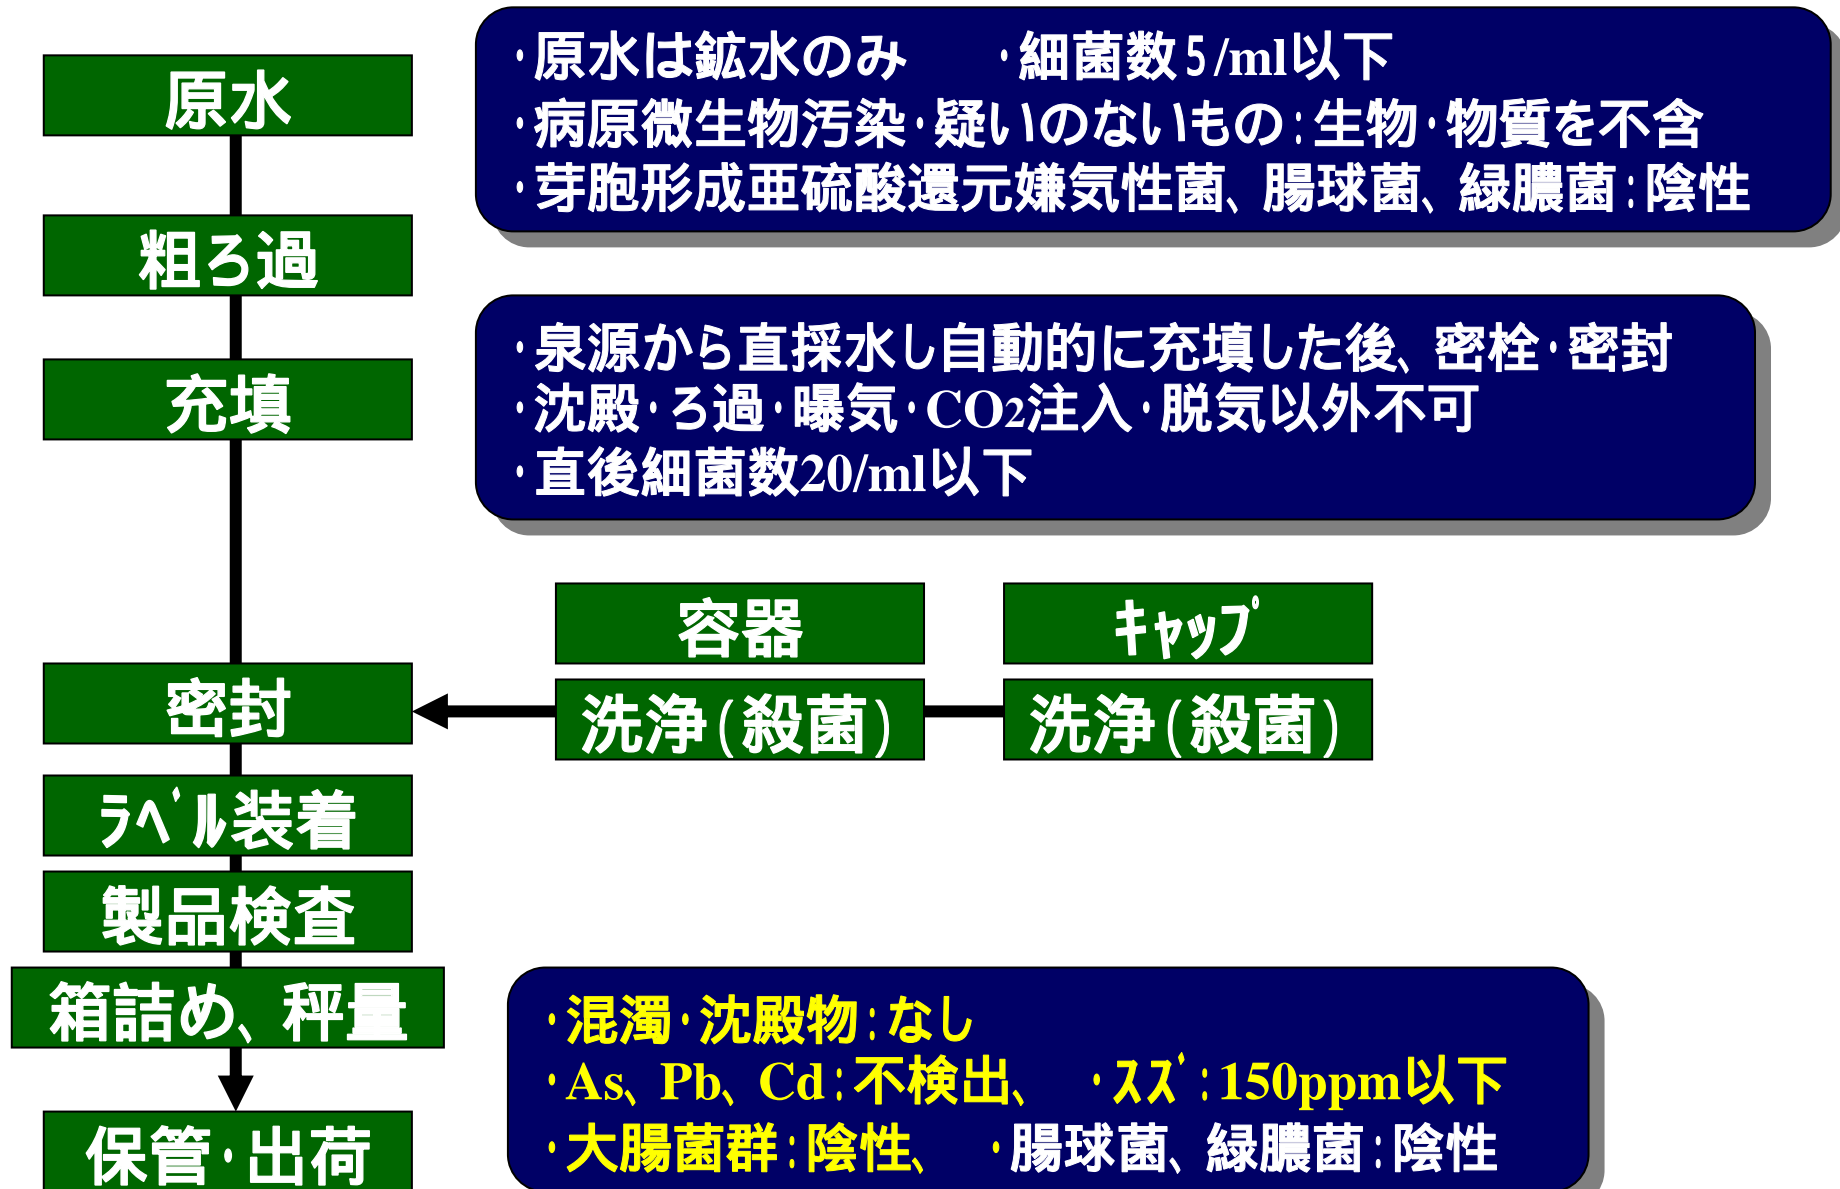 原水
・原水は鉱水のみ　・細菌数5/ml以下
・病原微生物汚染・疑いのないもの:生物・物質を不含
・芽胞形成亜硫酸還元嫌気性菌、腸球菌、緑膿菌:陰性
粗ろ過
充填
・泉源から直採水し自動的に充填した後、密栓・密封
・沈殿・ろ過・曝気・CO2注入・脱気以外不可
・直後細菌数20/ml以下
容器
ｷｬｯﾌﾟ
密封
洗浄(殺菌)
洗浄(殺菌)
ﾗﾍﾞﾙ装着
製品検査
箱詰め、秤量
保管・出荷
・混濁・沈殿物:なし
・As、Pb、Cd:不検出、　・ｽｽﾞ:150ppm以下
・大腸菌群:陰性、　・腸球菌、緑膿菌:陰性